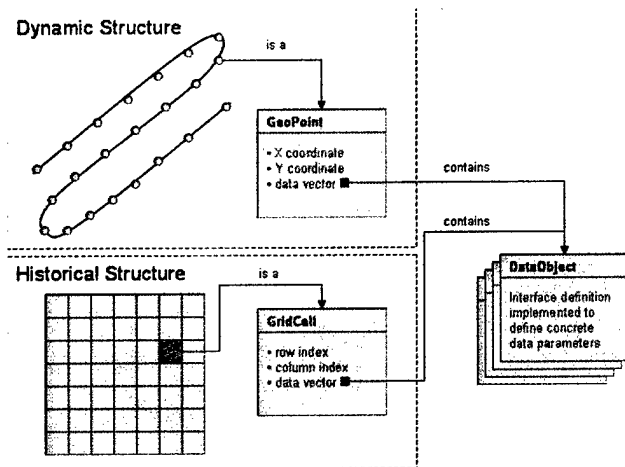 Dynamic Structure
is a
GeoPoint
• X coordinate
• Y coordinate
• data vector
contains
contains
Historical Structure
is a
GridCell
• row index
• column index
• data vector
DataObject
Interface definition
implemented to
define concrete
data parameters